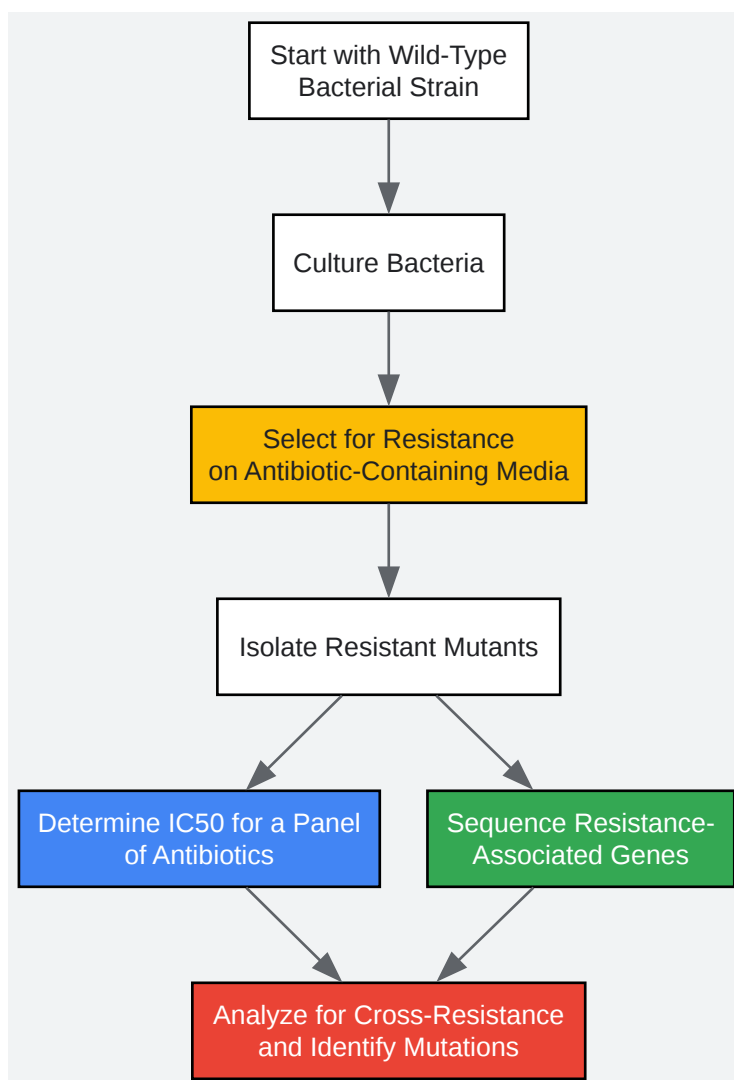 Start with Wild-Type
Bacterial Strain
Culture Bacteria
Select for Resistance
on Antibiotic-Containing Media
Isolate Resistant Mutants
Determine IC50 for a Panel
of Antibiotics
Sequence Resistance-
Associated Genes
Analyze for Cross-Resistance
and Identify Mutations